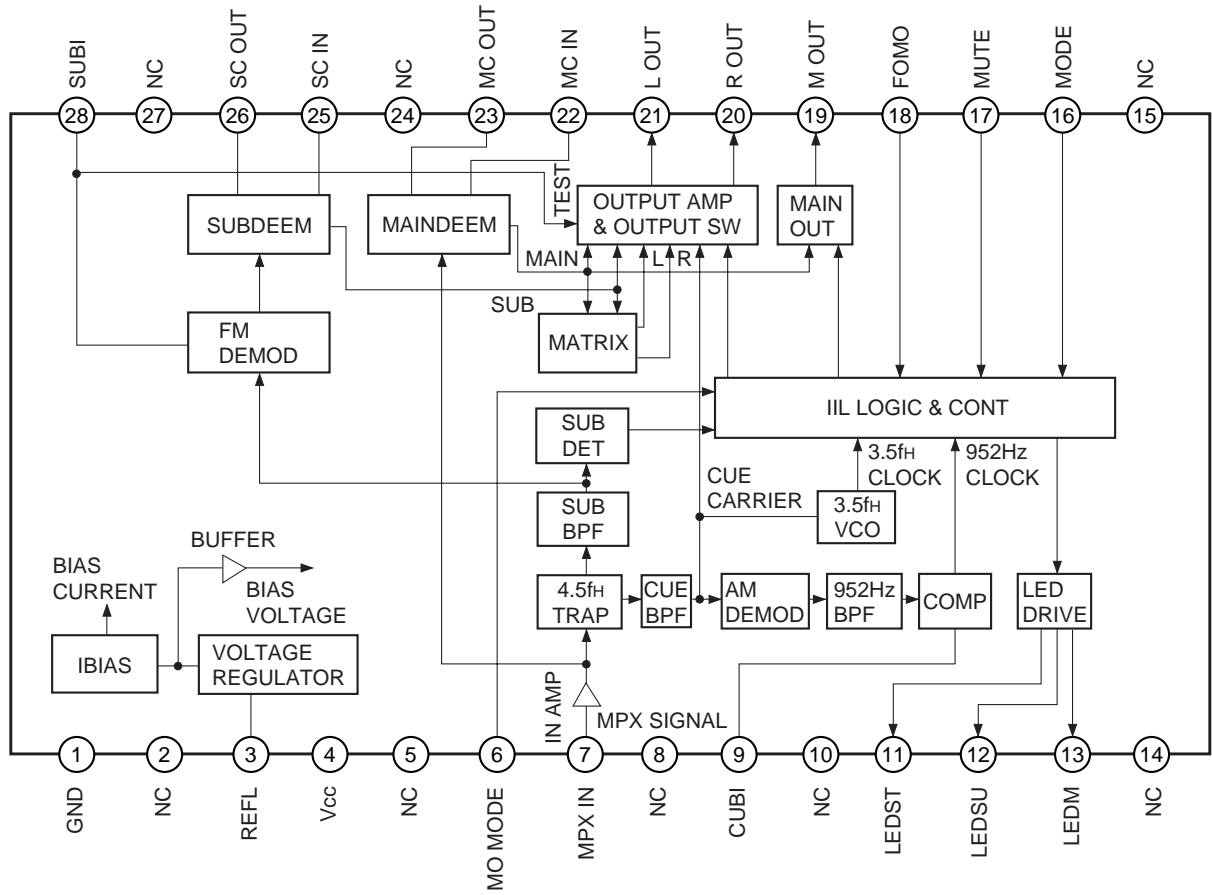 SUBI
NC
SC OUT
SC IN
NC
MC OUT
MC IN
L OUT
R OUT
M OUT
FOMO
MUTE
MODE
NC
28
27
26
25
24
23
22
21
20
19
18
17
16
15
TEST
SUBDEEM
MAINDEEM
OUTPUT AMP
& OUTPUT SW
MAIN
OUT
MAIN
L
R
SUB
FM
DEMOD
MATRIX
IIL LOGIC & CONT
SUB
DET
3.5fH
CLOCK
952Hz
CLOCK
CUE
CARRIER
SUB
BPF
3.5fH
VCO
BUFFER
BIAS
CURRENT
BIAS
VOLTAGE
4.5fH
TRAP
CUE
BPF
AM
DEMOD
952Hz
BPF
COMP
LED
DRIVE
IBIAS
VOLTAGE
REGULATOR
IN AMP
MPX SIGNAL
1
2
3
4
5
6
7
8
9
10
11
12
13
14
GND
NC
REFL
Vcc
NC
MO MODE
MPX IN
NC
CUBI
NC
LEDST
LEDSU
LEDM
NC